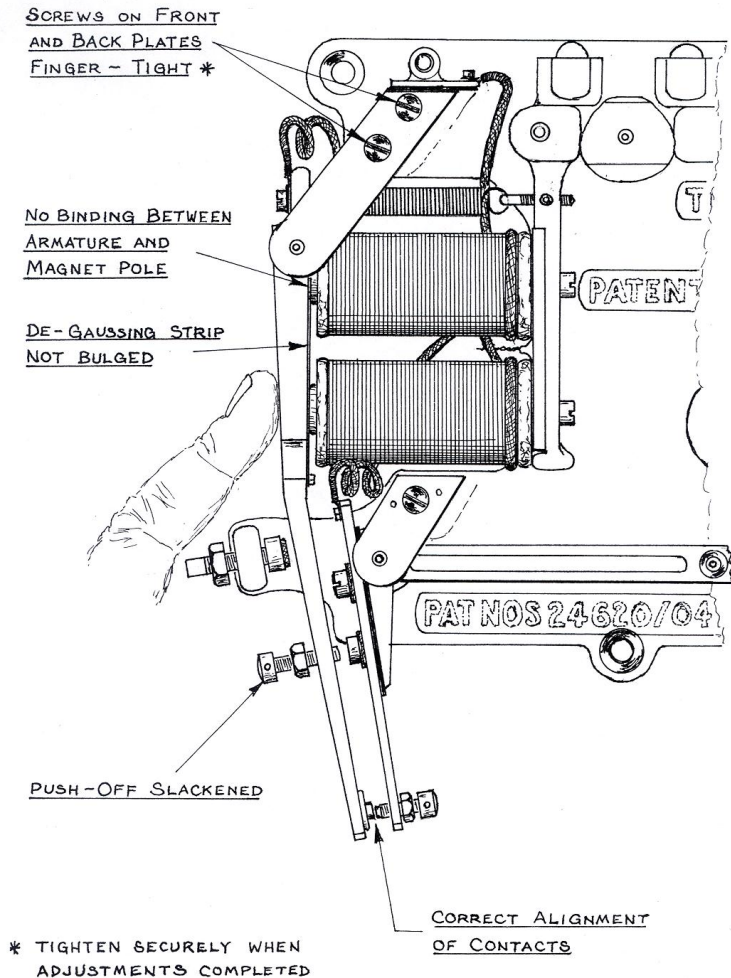 SCREWS ON FRONT
AND BACK PLATES
FINGER ~ TIGHT *
NO BINDING BETWEEN
ARMATURE AND
MAGNET POLE
DE-GAUSSING STRIP
NOT BULGED
T
PATENT
PAT NOS 24620/04
PUSH-OFF SLACKENED
CORRECT ALIGNMENT
OF CONTACTS
* TIGHTEN SECURELY WHEN
ADJUSTMENTS COMPLETED